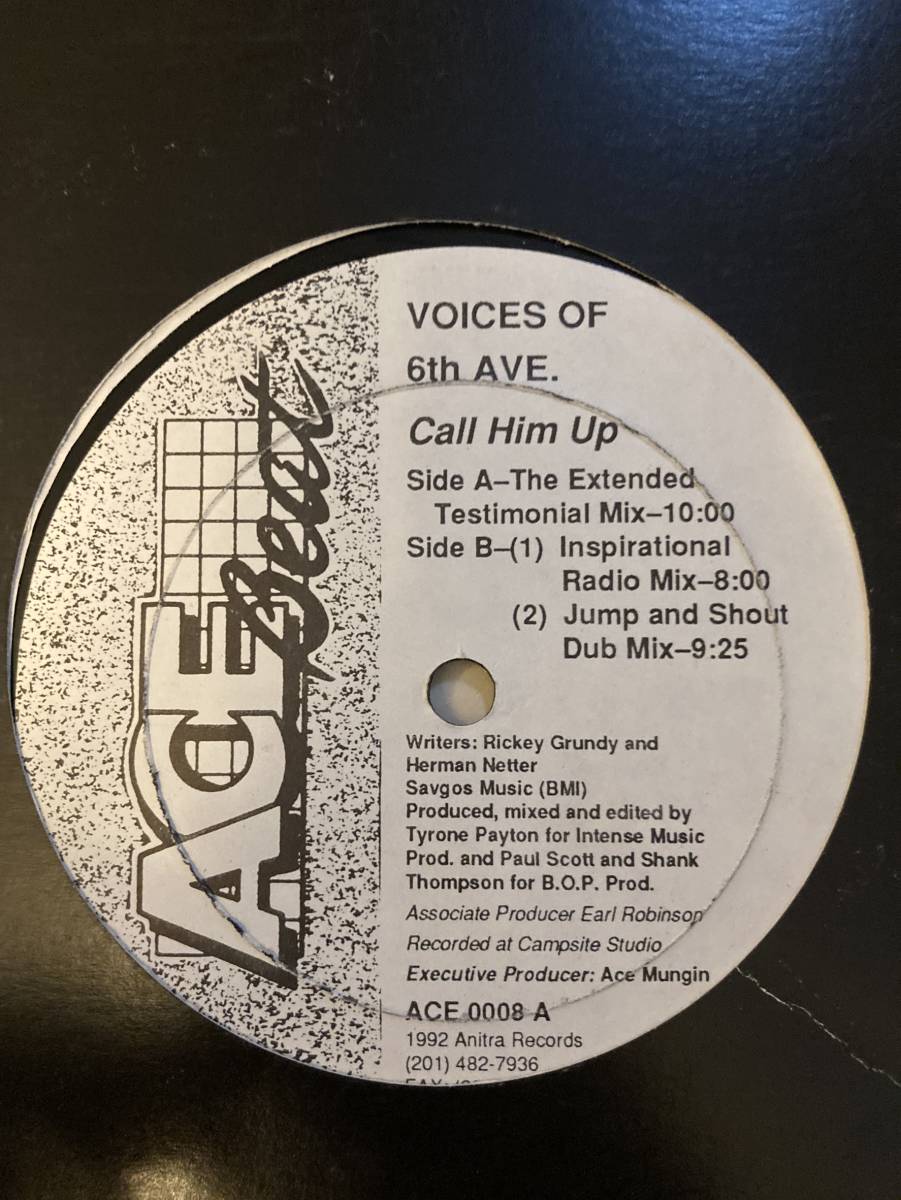 ACE Beat
VOICES OF
6th AVE.
Call Him Up
Side A–The Extended
Testimonial Mix–10:00
Side B–(1) Inspirational
Radio Mix–8:00
(2) Jump and Shout
Dub Mix–9:25
Writers: Rickey Grundy and
Herman Netter
Savgos Music (BMI)
Produced, mixed and edited by
Tyrone Payton for Intense Music
Prod. and Paul Scott and Shank
Thompson for B.O.P. Prod.
Associate Producer Earl Robinson
Recorded at Campsite Studio
Executive Producer: Ace Mungin
ACE 0008 A
1992 Anitra Records
(201) 482-7936